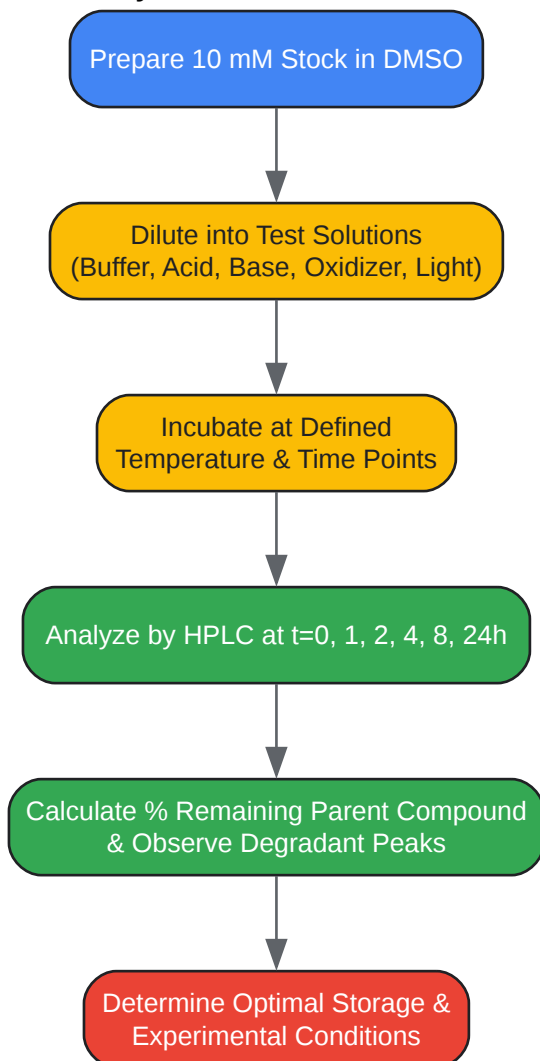 Prepare 10 mM Stock in DMSO
Dilute into Test Solutions
(Buffer, Acid, Base, Oxidizer, Light)
Incubate at Defined
Temperature & Time Points
Analyze by HPLC at t=0, 1, 2, 4, 8, 24h
Calculate % Remaining Parent Compound
& Observe Degradant Peaks
Determine Optimal Storage &
Experimental Conditions